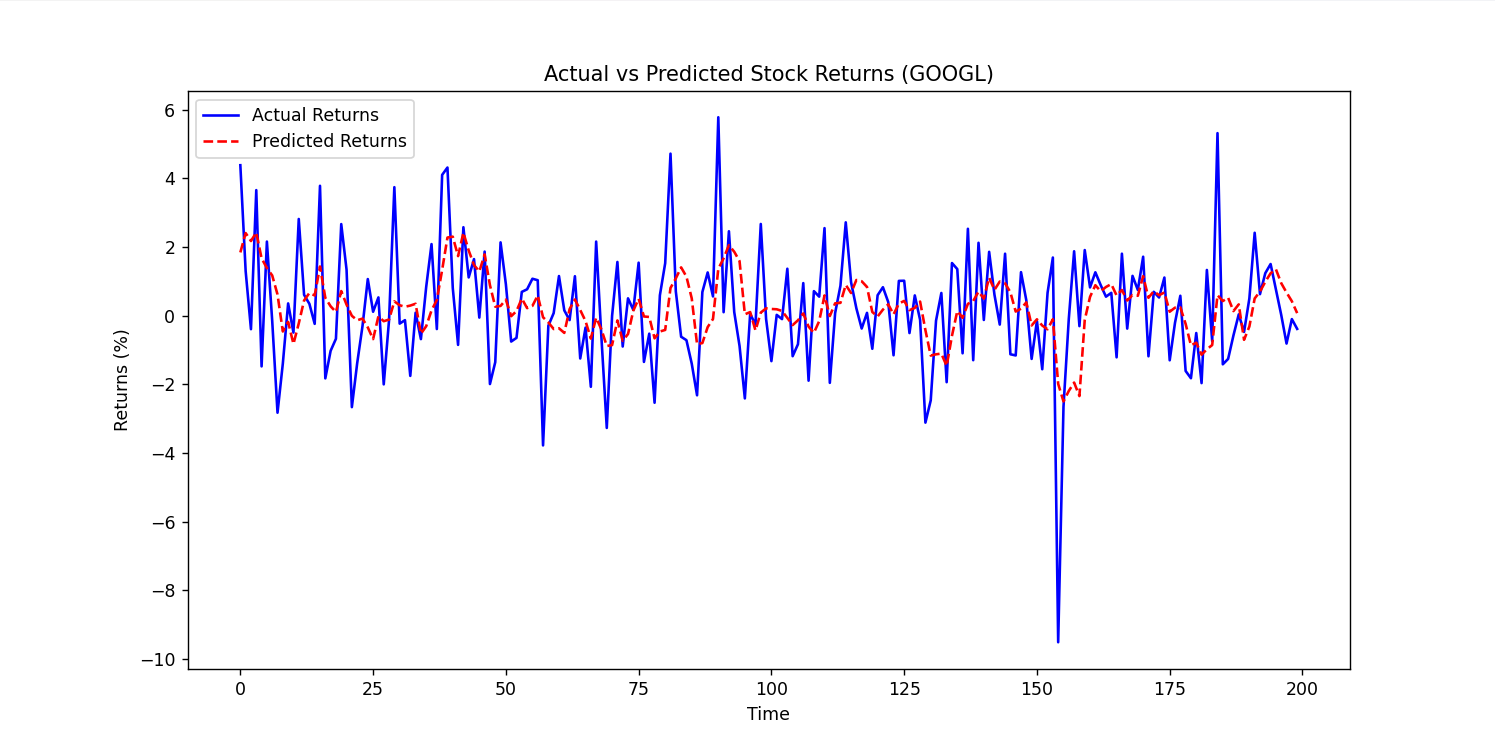 Actual vs Predicted Stock Returns (GOOGL)
Actual Returns
Predicted Returns
Returns (%)
6
4
2
0
−2
−4
−6
−8
−10
0 25 50 75 100 125 150 175 200
Time